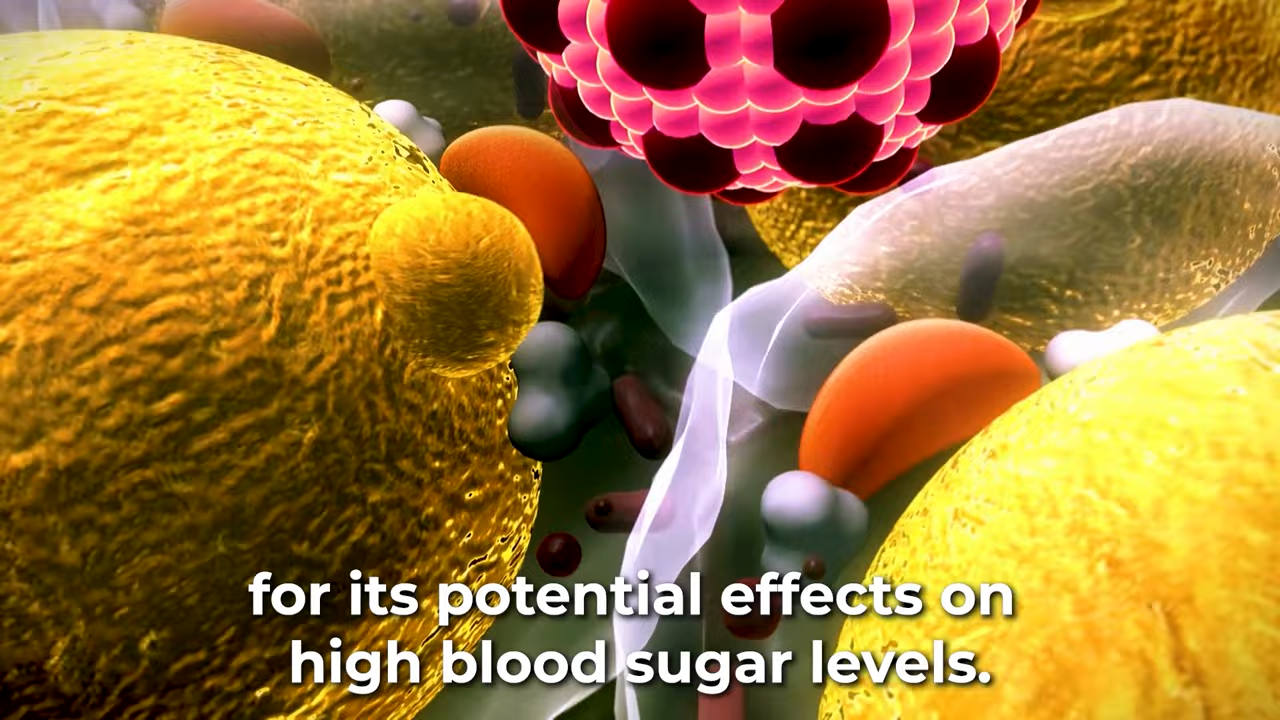 for its potential effects on
high blood sugar levels.